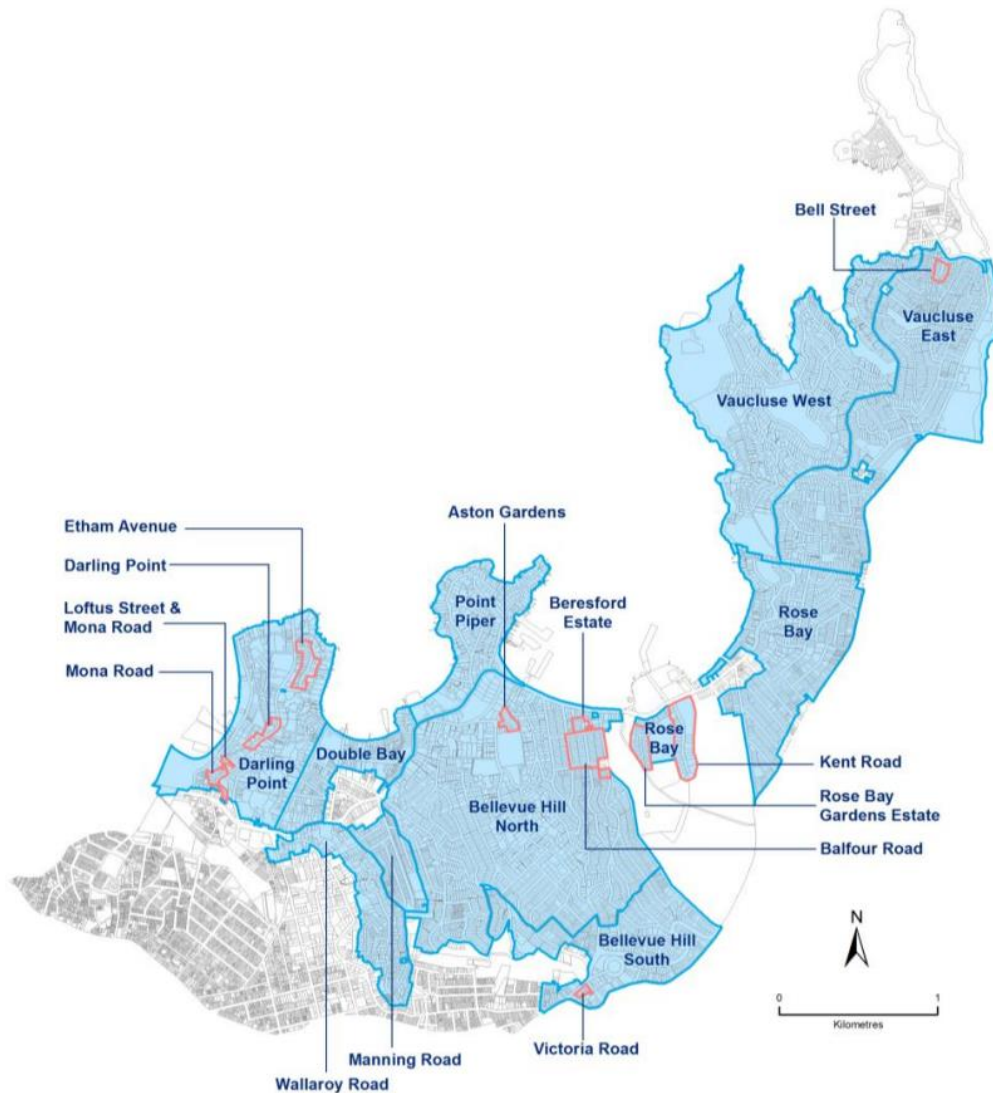 Bell Street
Vaucluse
East
Vaucluse West
Etham Avenue
Aston Gardens
Darling Point
Loftus Street &
Mona Road
Point
Piper
Beresford
Estate
Rose
Bay
Mona Road
Darling
Point
Double Bay
Rose
Bay
Kent Road
Bellevue Hill
North
Rose Bay
Gardens Estate
Balfour Road
N
Bellevue Hill
South
0 1
Kilometres
Victoria Road
Manning Road
Wallaroy Road